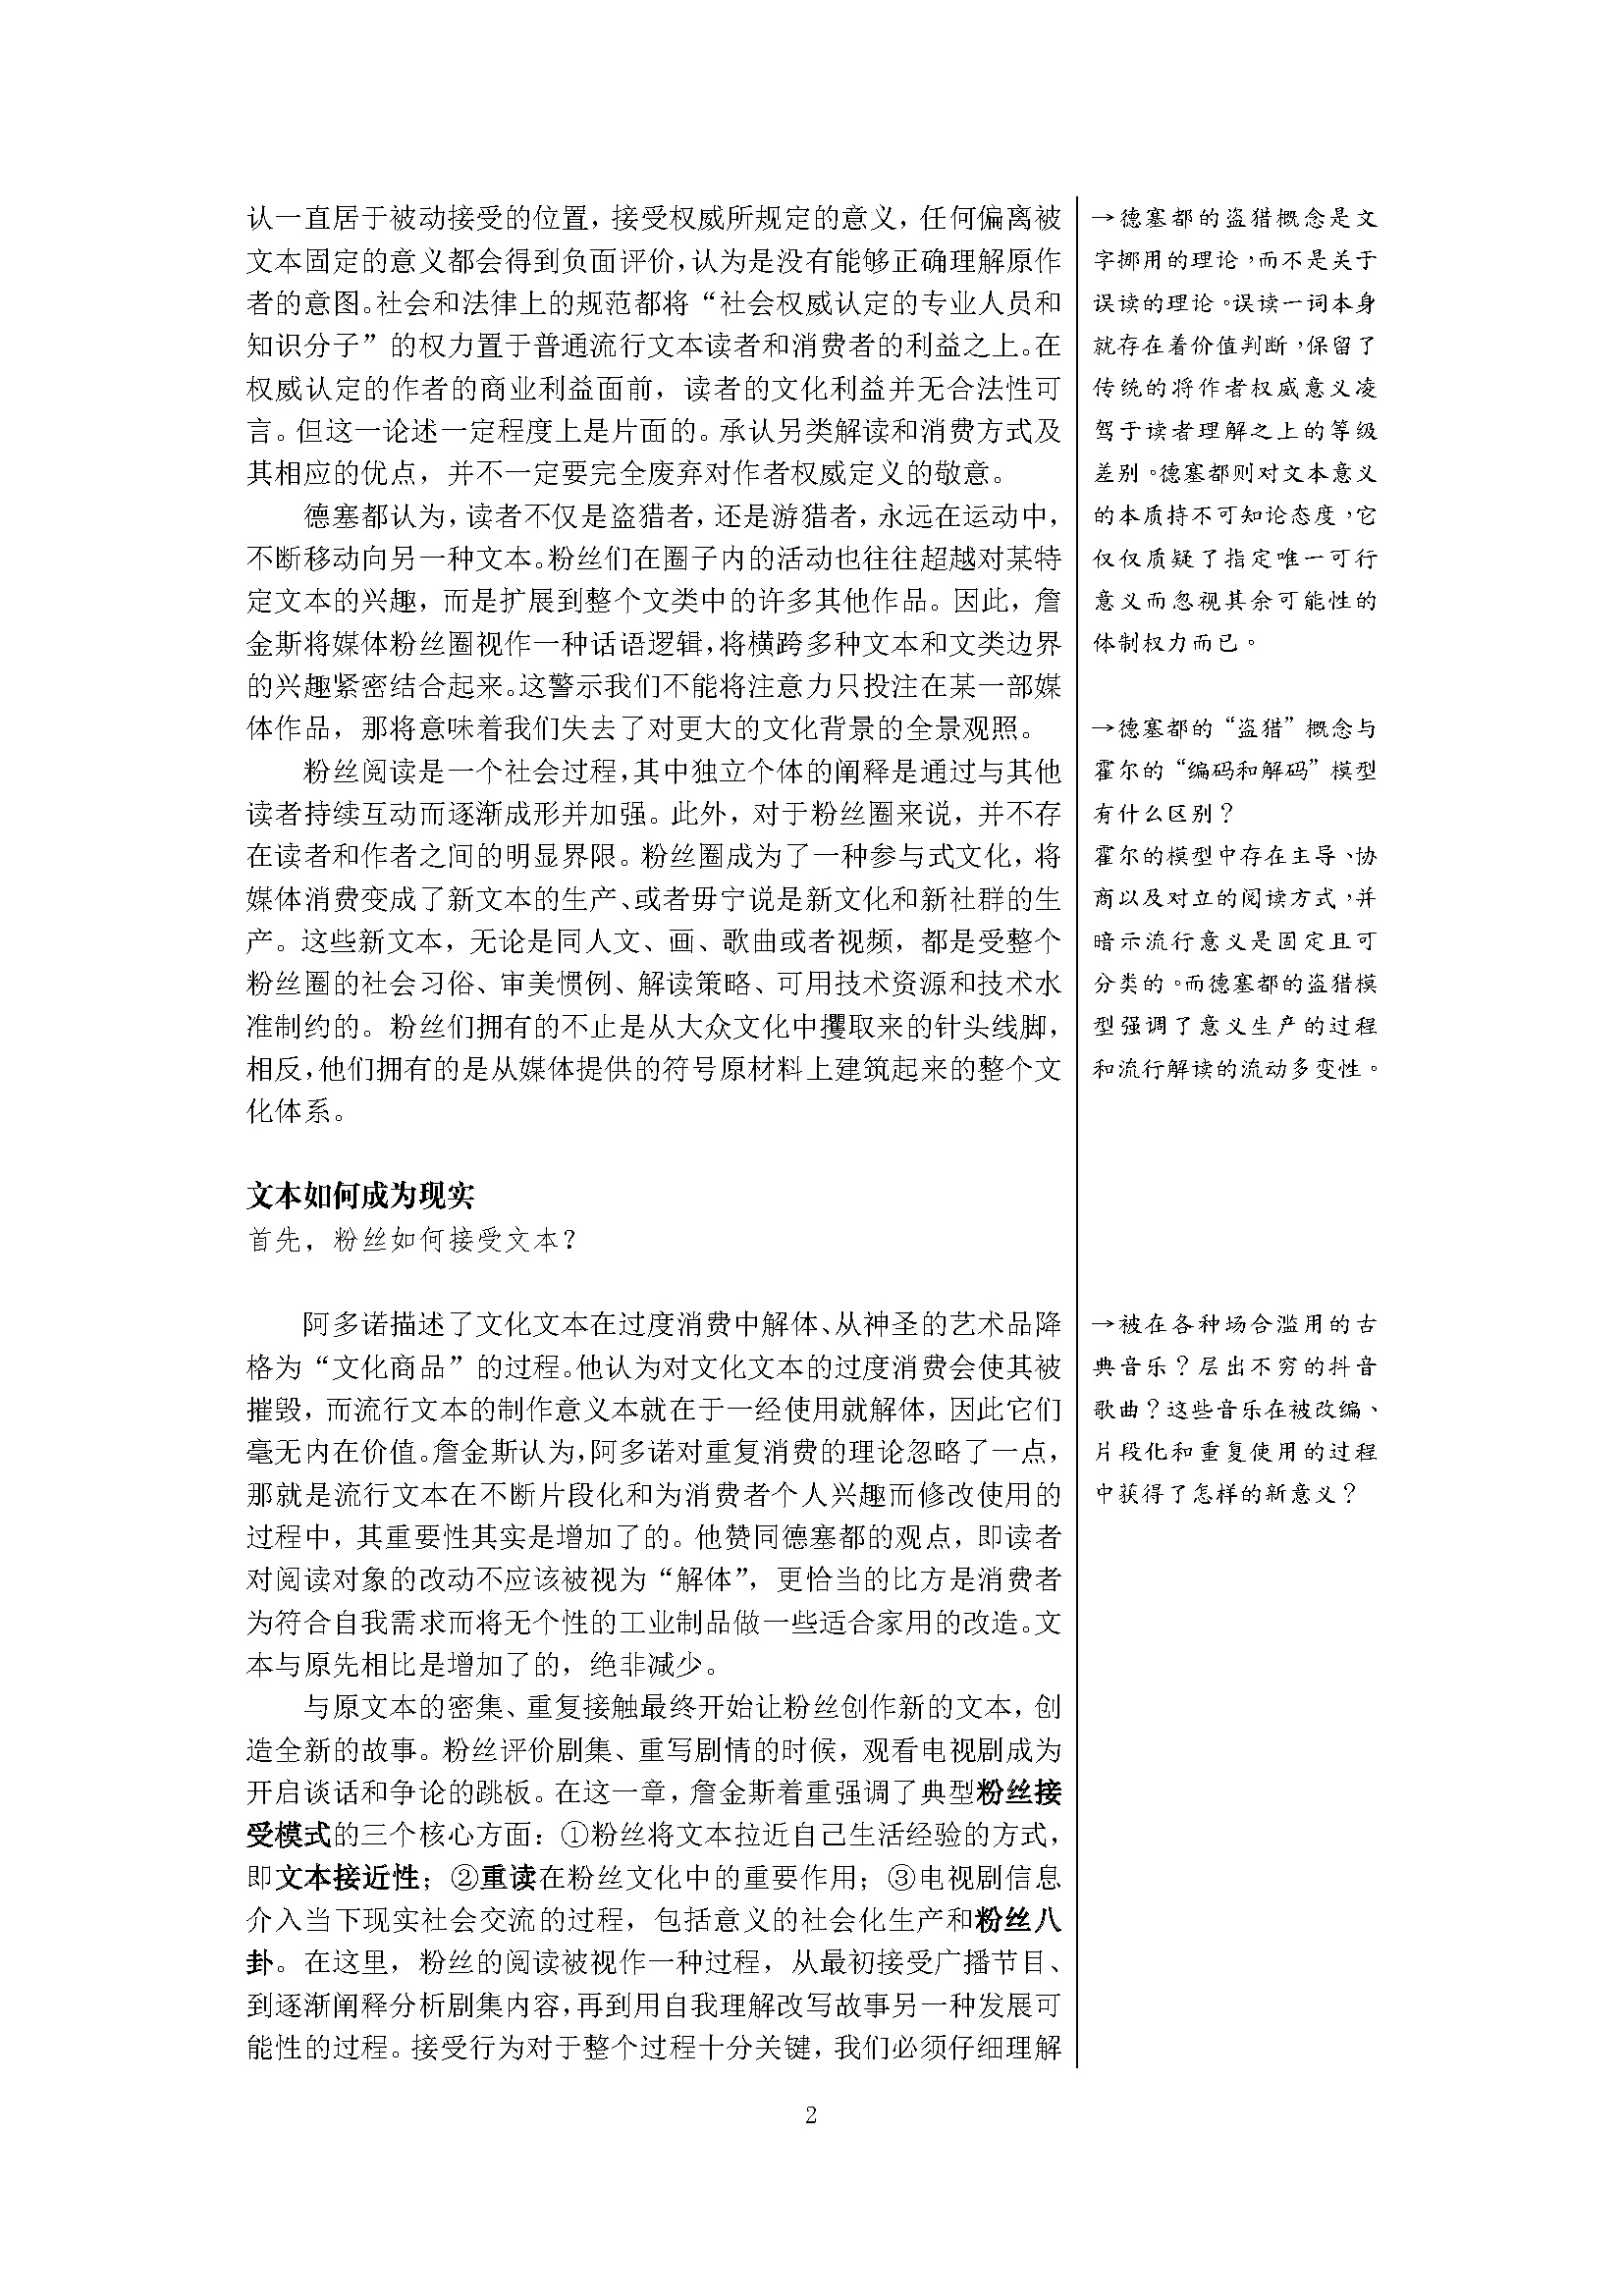 认一直居于被动接受的位置，接受权威所规定的意义，任何偏离被
文本固定的意义都会得到负面评价，认为是没有能够正确理解原作
者的意图。社会和法律上的规范都将“社会权威认定的专业人员和
知识分子”的权力置于普通流行文本读者和消费者的利益之上。在
权威认定的作者的商业利益面前，读者的文化利益并无合法性可
言。但这一论述一定程度上是片面的。承认另类解读和消费方式及
其相应的优点，并不一定要完全废弃对作者权威定义的敬意。
德塞都认为，读者不仅是盗猎者，还是游猎者，永远在运动中，
不断移动向另一种文本。粉丝们在圈子内的活动也往往超越对某特
定文本的兴趣，而是扩展到整个文类中的许多其他作品。因此，詹
金斯将媒体粉丝圈视作一种话语逻辑，将横跨多种文本和文类边界
的兴趣紧密结合起来。这警示我们不能将注意力只投注在某一部媒
体作品，那将意味着我们失去了对更大的文化背景的全景观照。
粉丝阅读是一个社会过程，其中独立个体的阐释是通过与其他
读者持续互动而逐渐成形并加强。此外，对于粉丝圈来说，并不存
在读者和作者之间的明显界限。粉丝圈成为了一种参与式文化，将
媒体消费变成了新文本的生产、或者毋宁说是新文化和新社群的生
产。这些新文本，无论是同人文、画、歌曲或者视频，都是受整个
粉丝圈的社会习俗、审美惯例、解读策略、可用技术资源和技术水
准制约的。粉丝们拥有的不止是从大众文化中攫取来的针头线脚，
相反，他们拥有的是从媒体提供的符号原材料上建筑起来的整个文
化体系。
文本如何成为现实
首先，粉丝如何接受文本？
阿多诺描述了文化文本在过度消费中解体、从神圣的艺术品降
格为“文化商品”的过程。他认为对文化文本的过度消费会使其被
摧毁，而流行文本的制作意义本就在于一经使用就解体，因此它们
毫无内在价值。詹金斯认为，阿多诺对重复消费的理论忽略了一点，
那就是流行文本在不断片段化和为消费者个人兴趣而修改使用的
过程中，其重要性其实是增加了的。他赞同德塞都的观点，即读者
对阅读对象的改动不应该被视为“解体”，更恰当的比方是消费者
为符合自我需求而将无个性的工业制品做一些适合家用的改造。文
本与原先相比是增加了的，绝非减少。
与原文本的密集、重复接触最终开始让粉丝创作新的文本，创
造全新的故事。粉丝评价剧集、重写剧情的时候，观看电视剧成为
开启谈话和争论的跳板。在这一章，詹金斯着重强调了典型粉丝接
受模式的三个核心方面：①粉丝将文本拉近自己生活经验的方式，
即文本接近性；②重读在粉丝文化中的重要作用；③电视剧信息
介入当下现实社会交流的过程，包括意义的社会化生产和粉丝八
卦。在这里，粉丝的阅读被视作一种过程，从最初接受广播节目、
到逐渐阐释分析剧集内容，再到用自我理解改写故事另一种发展可
能性的过程。接受行为对于整个过程十分关键，我们必须仔细理解
→德塞都的盗猎概念是文
字挪用的理论，而不是关于
误读的理论。误读一词本身
就存在着价值判断，保留了
传统的将作者权威意义凌
驾于读者理解之上的等级
差别。德塞都则对文本意义
的本质持不可知论态度，它
仅仅质疑了指定唯一可行
意义而忽视其余可能性的
体制权力而已。
→德塞都的“盗猎”概念与
霍尔的“编码和解码”模型
有什么区别？
霍尔的模型中存在主导、协
商以及对立的阅读方式，并
暗示流行意义是固定且可
分类的。而德塞都的盗猎模
型强调了意义生产的过程
和流行解读的流动多变性。
→被在各种场合滥用的古
典音乐？层出不穷的抖音
歌曲？这些音乐在被改编、
片段化和重复使用的过程
中获得了怎样的新意义？
2